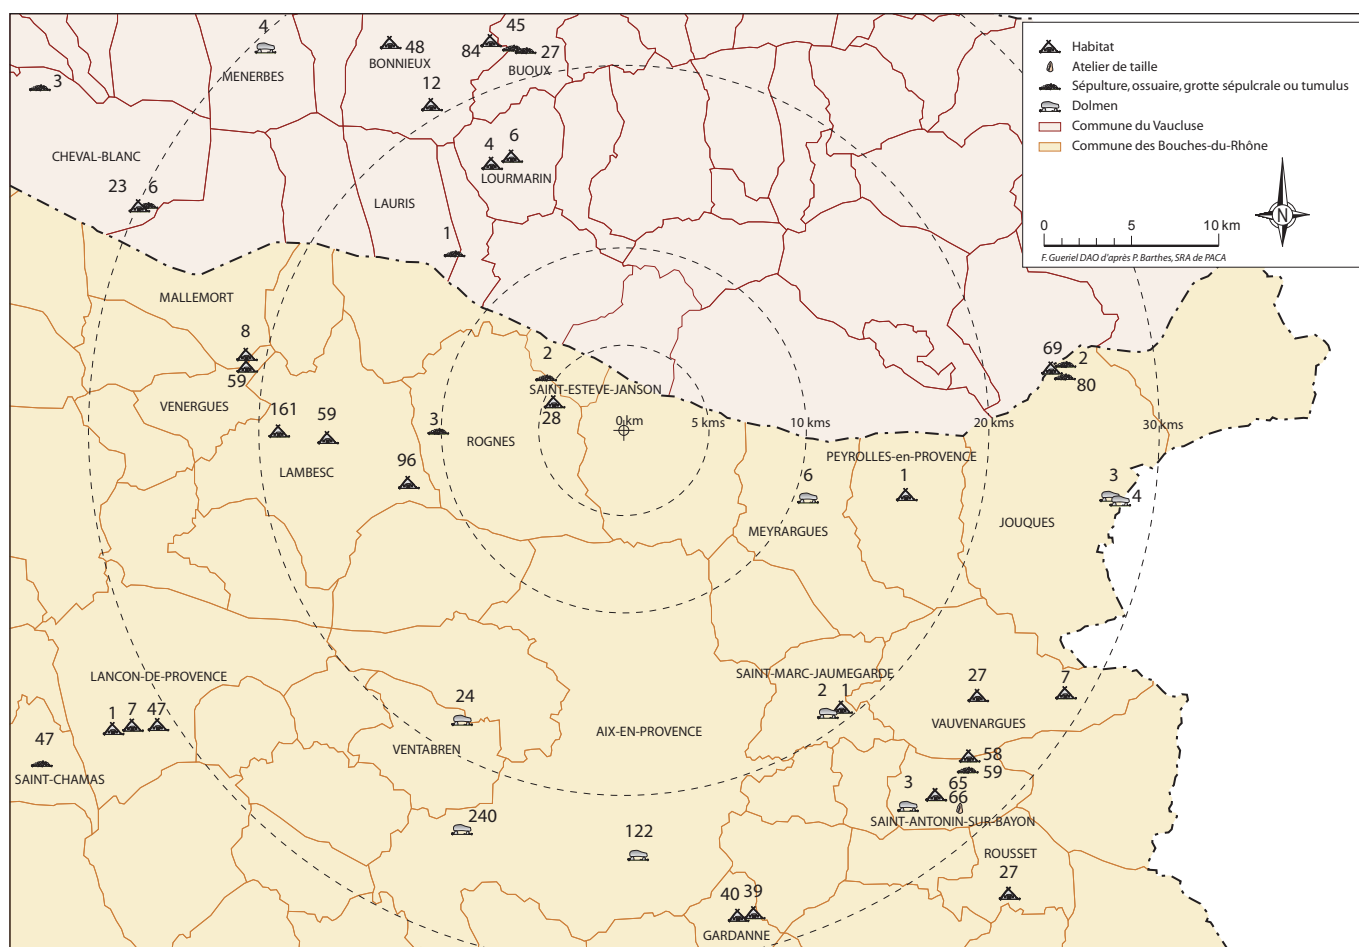 4
MENERBES
48
BONNIEUX
45
84
27
BUOUX
12
3
CHEVAL-BLANC
23
6
4
6
LOURMARIN
LAURIS
1
Habitat
Atelier de taille
Sépulture, ossuaire, grotte sépulcrale ou tumulus
Dolmen
Commune du Vaucluse
Commune des Bouches-du-Rhône
0
5
10 km
N
F. Gueriel DAO d'après P. Barthes, SRA de PACA
MALLEMORT
8
59
VENERGUES
161
59
LAMBESC
96
3
ROGNES
2
SAINT-ESTEVE-JANSON
28
0 km
5 kms
10 kms
20 kms
30 kms
69
2
80
PEYROLLES-en-PROVENCE
6
1
MEYRARGUES
3
4
JOUQUES
LANCON-DE-PROVENCE
1
7
47
47
SAINT-CHAMAS
24
VENTABREN
AIX-EN-PROVENCE
SAINT-MARC-JAUMEGARDE
2
1
27
7
VAUVENARGUES
58
59
3
65
66
SAINT-ANTONIN-SUR-BAYON
240
122
ROUSSET
27
40
39
GARDANNE